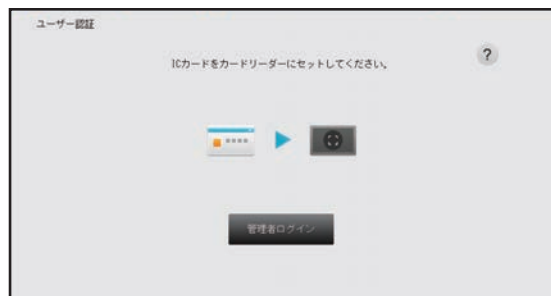 ユーザー認証
ICカードをカードリーダーにセットしてください。
?
管理者ログイン